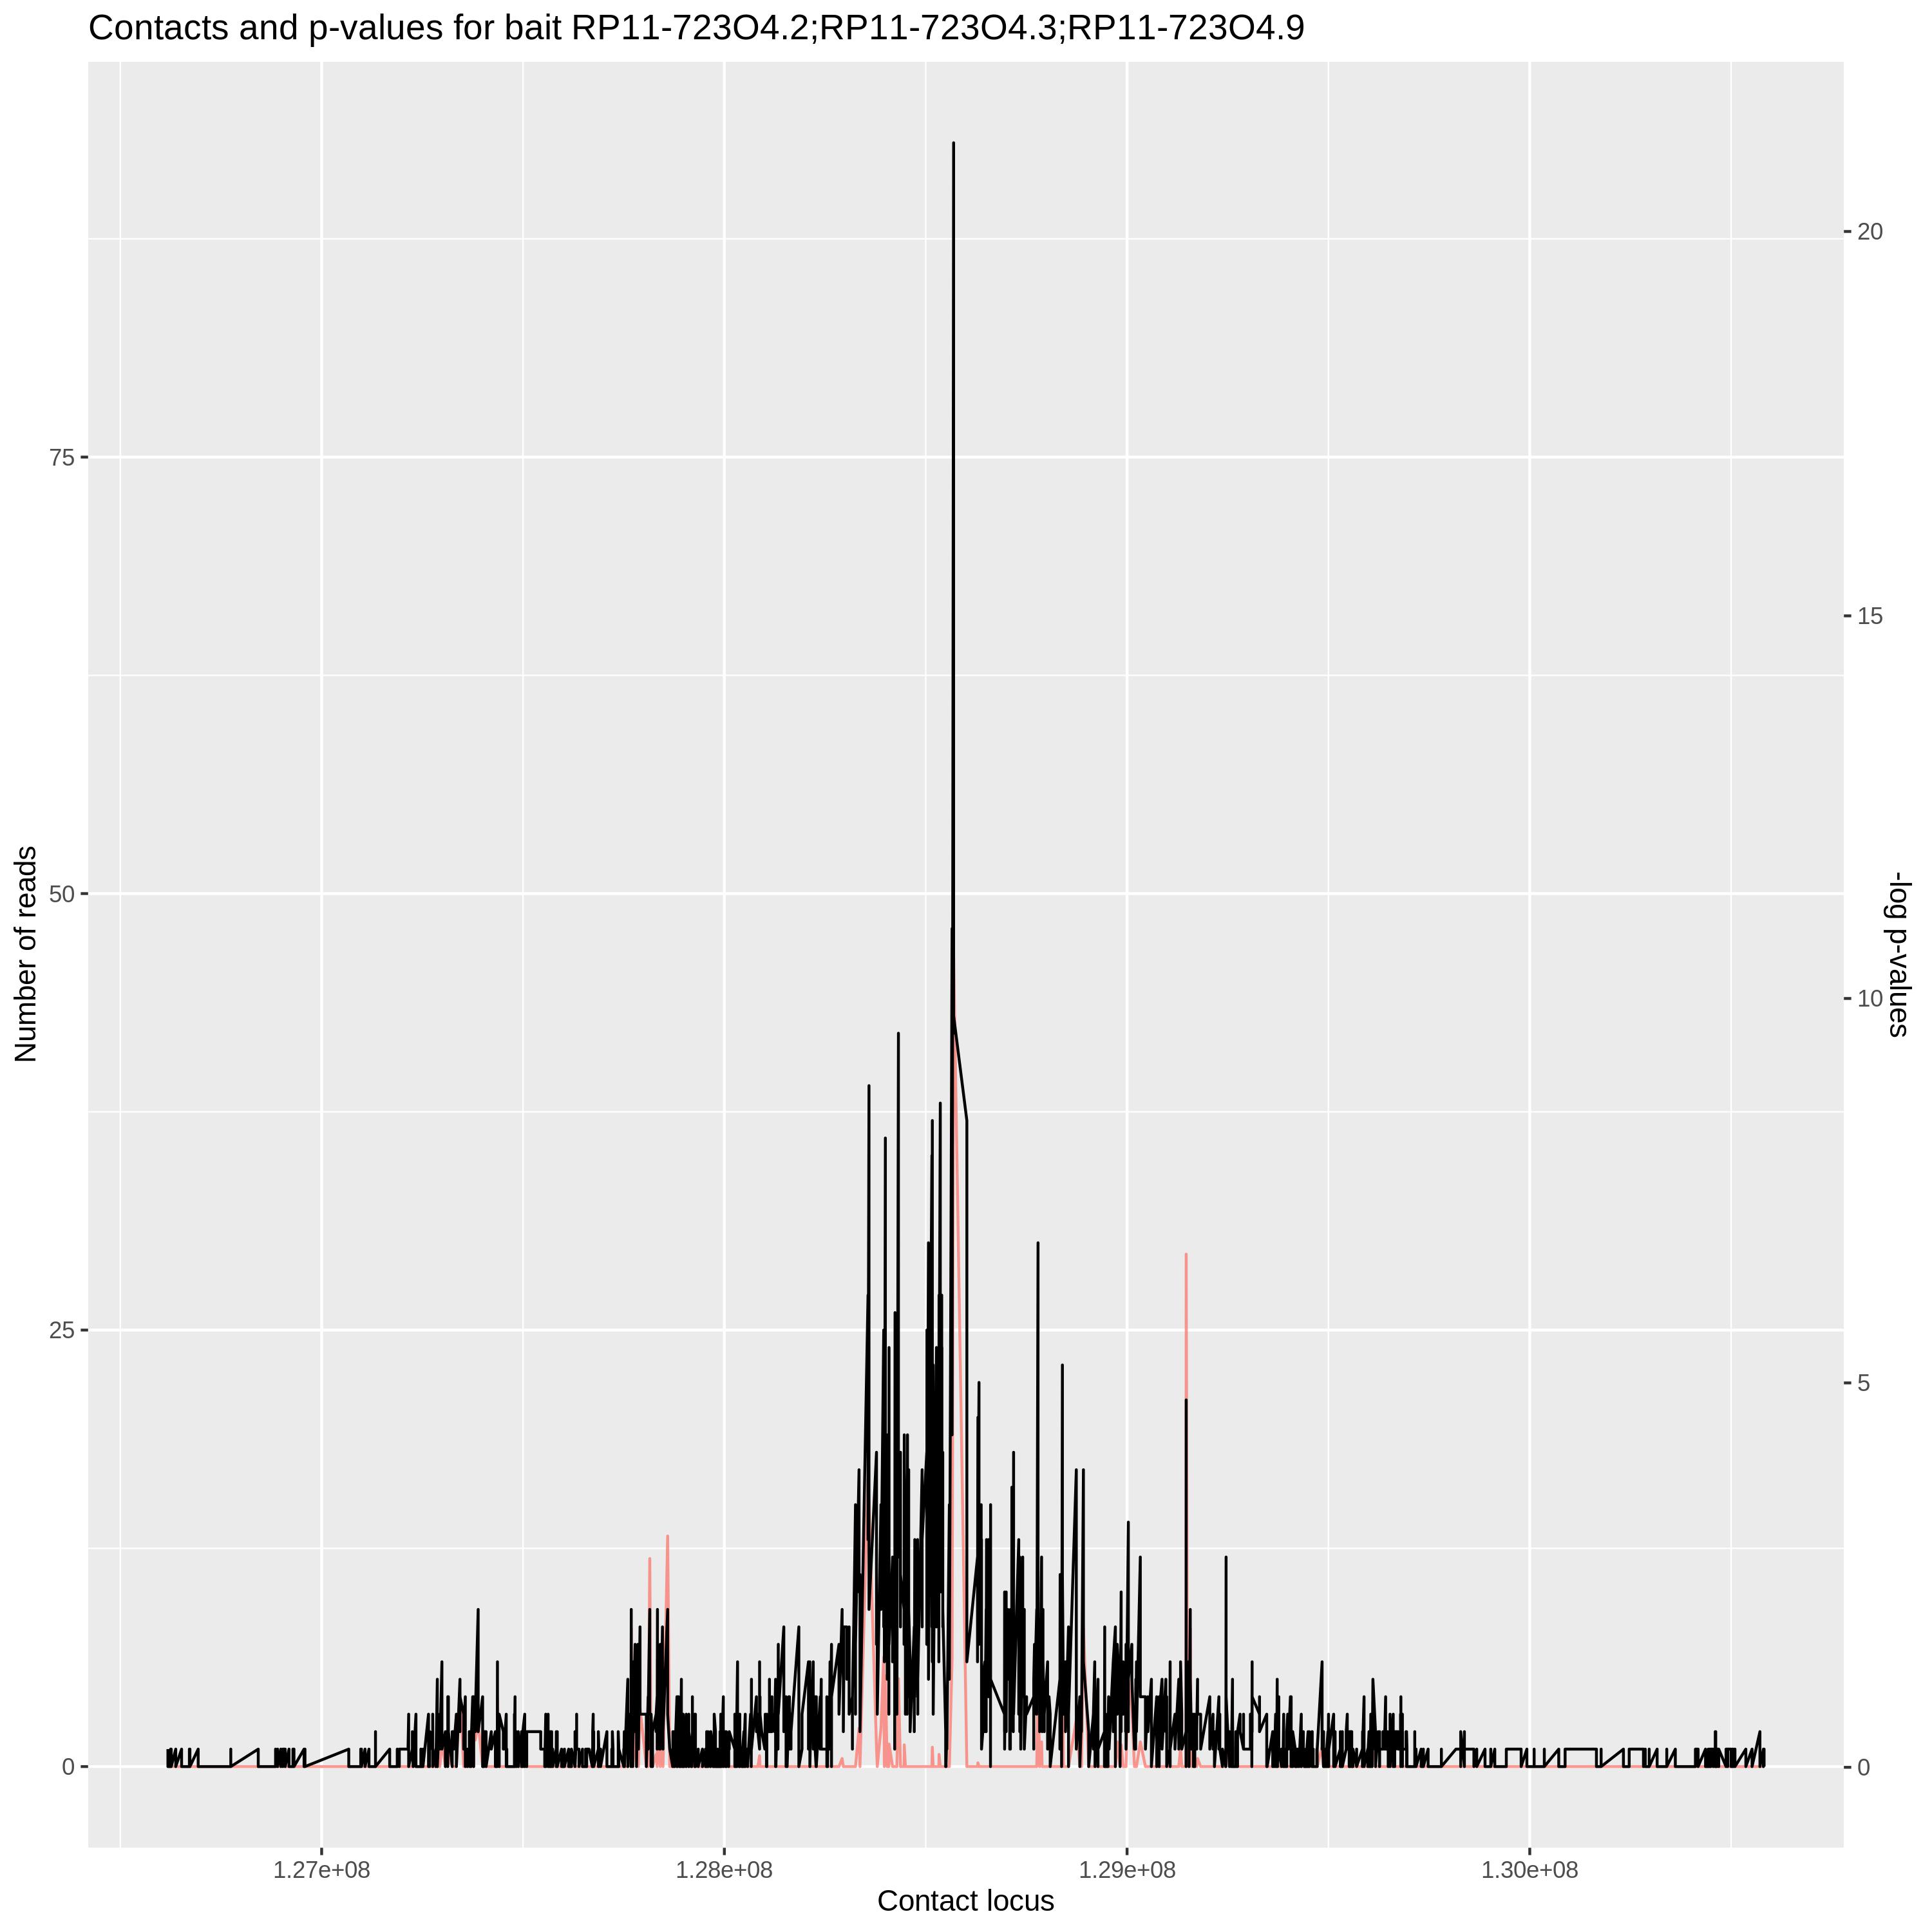 Contacts and p-values for bait RP11-723O4.2;RP11-723O4.3;RP11-723O4.9
Number of reads
75
50
25
0
20
15
10
5
0
-log p-values
1.27e+08
1.28e+08
1.29e+08
1.30e+08
Contact locus